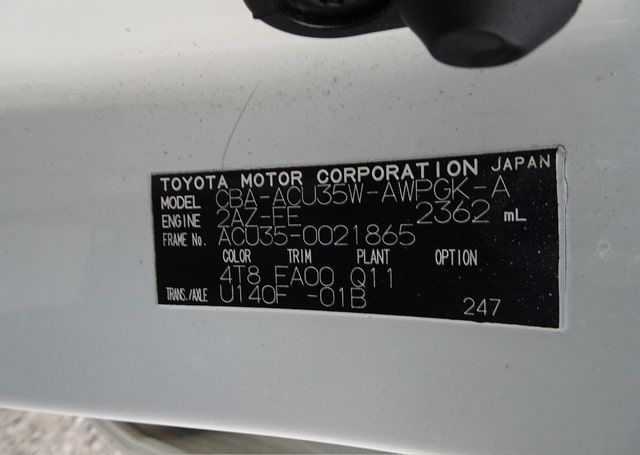 TOYOTA MOTOR CORPORATION JAPAN
MODEL CBA-ACU35W-AWPGK-A
ENGINE 2AZ-FE 2362 mL
FRAME No. ACU35-0021865
COLOR TRIM PLANT OPTION
4T8 FA00 Q11
TRANS./AXLE U140F -01B 247